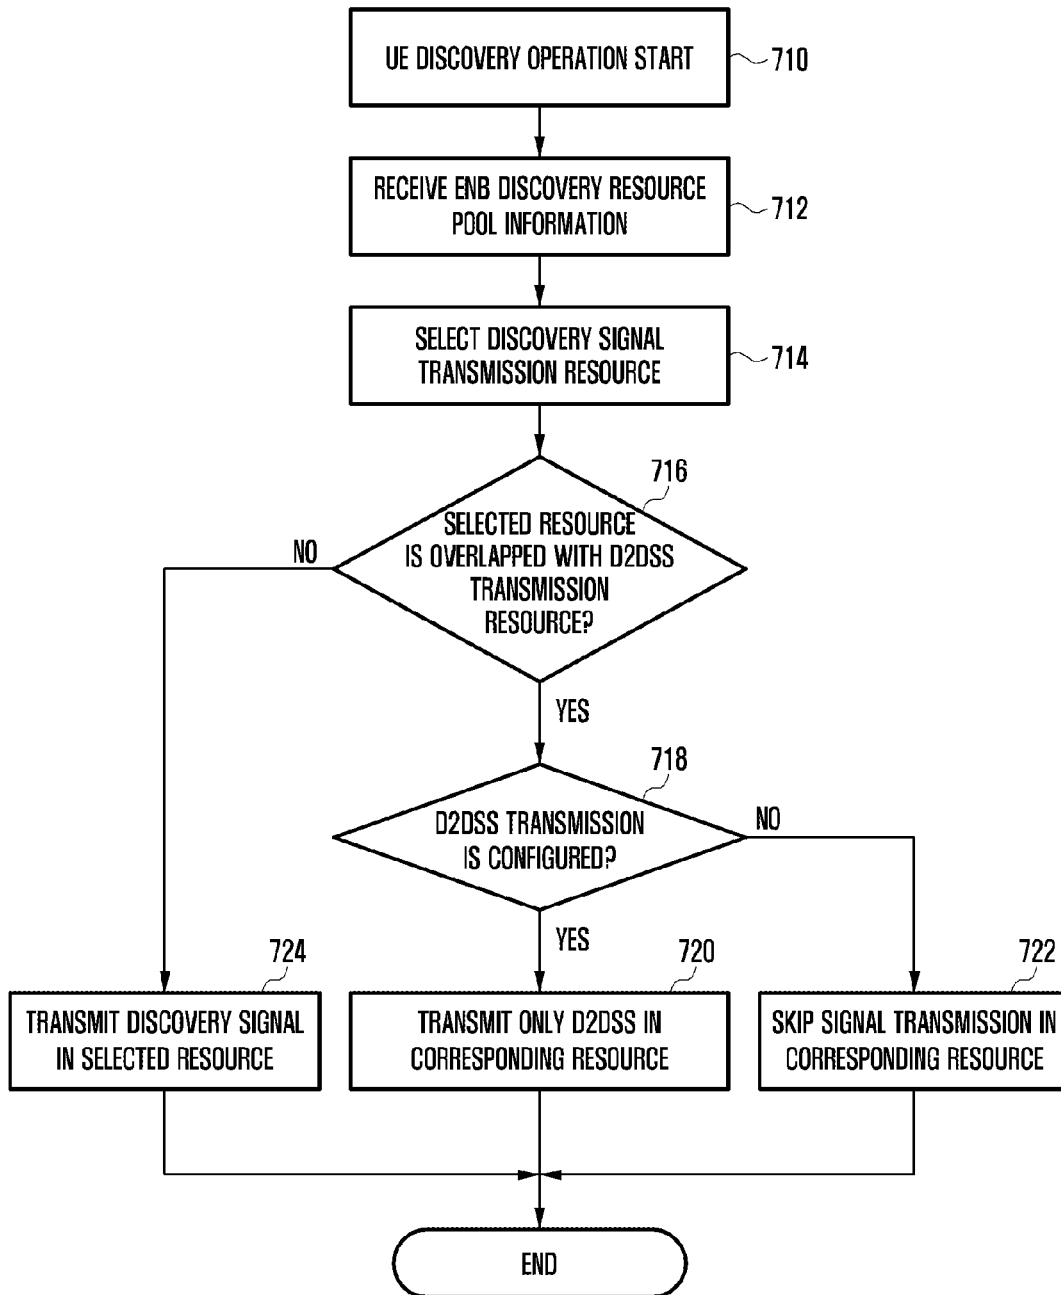 UE DISCOVERY OPERATION START
710
RECEIVE ENB DISCOVERY RESOURCE
POOL INFORMATION
712
SELECT DISCOVERY SIGNAL
TRANSMISSION RESOURCE
714
716
SELECTED RESOURCE
IS OVERLAPPED WITH D2DSS
TRANSMISSION
RESOURCE?
NO
YES
718
D2DSS TRANSMISSION
IS CONFIGURED?
NO
YES
724
TRANSMIT DISCOVERY SIGNAL
IN SELECTED RESOURCE
720
TRANSMIT ONLY D2DSS IN
CORRESPONDING RESOURCE
722
SKIP SIGNAL TRANSMISSION IN
CORRESPONDING RESOURCE
END